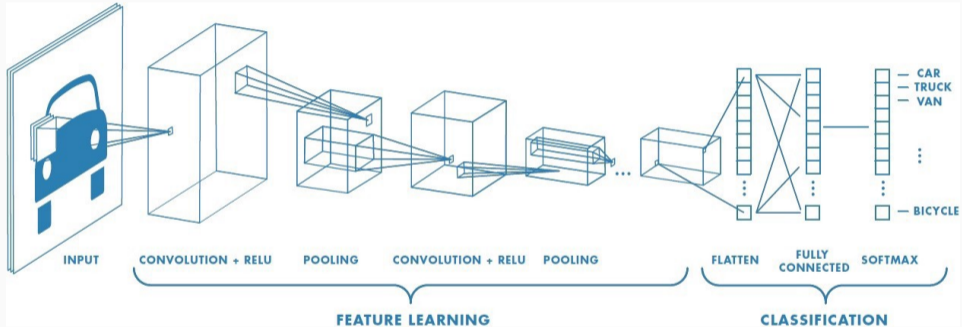 CAR
TRUCK
VAN
BICYCLE
INPUT
CONVOLUTION + RELU
POOLING
CONVOLUTION + RELU
POOLING
FLATTEN
FULLY
CONNECTED
SOFTMAX
FEATURE LEARNING
CLASSIFICATION